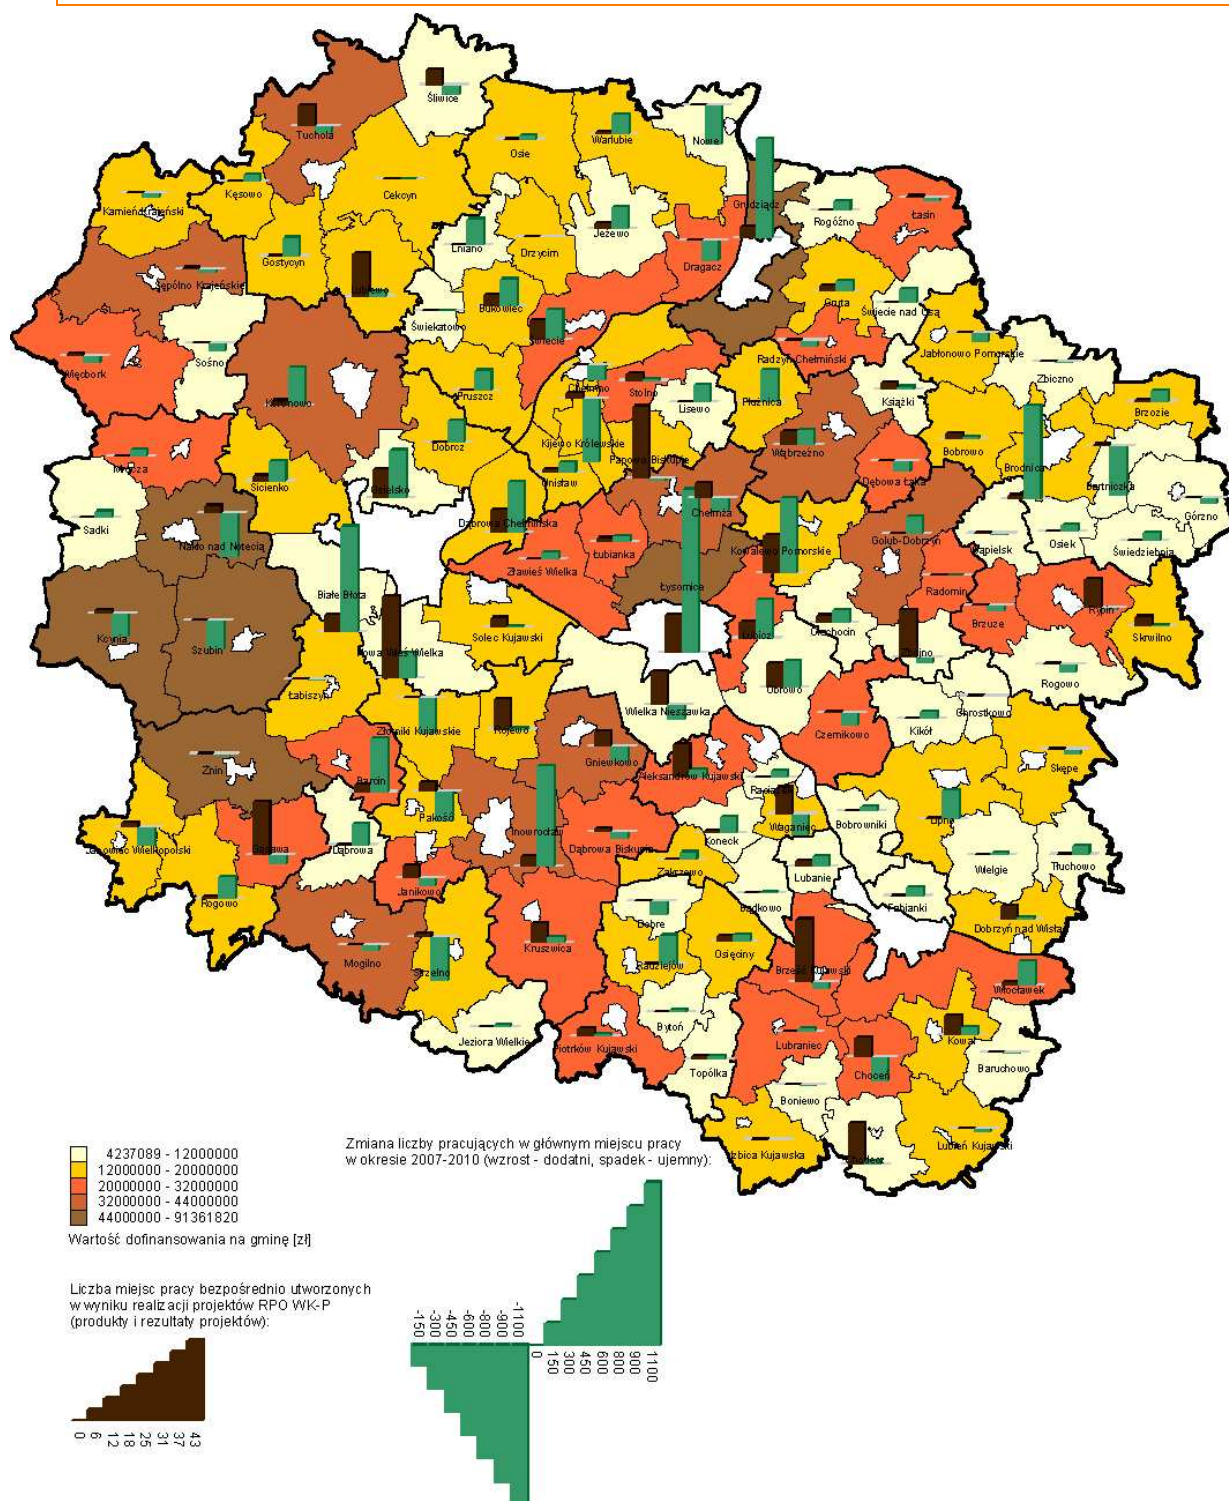 Śliwice
Tuchola
Nowe
Osie
Warlubie
Kęsowo
Cekcyn
Kamień Krajeński
Grudziądz
Rogóźno
Łasin
Lniano
Drzycim
Jeżewo
Gostycyn
Dragacz
Sępólno Krajeńskie
Lubiewo
Bukowiec
Gruta
Świecie nad Osą
Świekatowo
Świecie
Sośno
Jabłonowo Pomorskie
Więcbork
Radzyń Chełmiński
Zbiczno
Chełmno
Stolno
Pruszcz
Koronowo
Lisewo
Płużnica
Książki
Brzozie
Dobrcz
Kijewo Królewskie
Wąbrzeźno
Bobrowo
Papowo Biskupie
Mrocza
Brodnica
Unisław
Sicienko
Osielsko
Dębowa Łąka
Bartniczka
Górzno
Chełmża
Dąbrowa Chełmińska
Sadki
Golub-Dobrzyń
Wąpielsk
Osiek
Świedziebnia
Nakło nad Notecią
Łubianka
Kowalewo Pomorskie
Zławieś Wielka
Łysomice
Radomin
Białe Błota
Rypin
Brzuze
Skrwilno
Kcynia
Szubin
Solec Kujawski
Lubicz
Ciechocin
Zbójno
Nowa Wieś Wielka
Rogowo
Łabiszyn
Obrowo
Wielka Nieszawka
Chrostkowo
Złotniki Kujawskie
Rojewo
Kikół
Czernikowo
Gniewkowo
Skępe
Żnin
Barcin
Aleksandrów Kujawski
Raciążek
Pakość
Lipno
Waganiec
Bobrowniki
Inowrocław
Koneck
Janowiec Wielkopolski
Gąsawa
Dąbrowa
Dąbrowa Biskupia
Tłuchowo
Zakrzewo
Lubanie
Wielgie
Janikowo
Rogowo
Bądkowo
Fabianki
Dobre
Dobrzyń nad Wisłą
Mogilno
Strzelno
Kruszwica
Radziejów
Osięciny
Brześć Kujawski
Włocławek
Bytoń
Jeziora Wielkie
Piotrków Kujawski
Lubraniec
Kowal
Topólka
Choceń
Baruchowo
Boniewo
Izbica Kujawska
Chodecz
Lubień Kujawski
4237089 - 12000000
12000000 - 20000000
20000000 - 32000000
32000000 - 44000000
44000000 - 91361820
Wartość dofinansowania na gminę [zł]
Zmiana liczby pracujących w głównym miejscu pracy
w okresie 2007-2010 (wzrost - dodatni, spadek - ujemny):
Liczba miejsc pracy bezpośrednio utworzonych
w wyniku realizacji projektów RPO WK-P
(produkty i rezultaty projektów):
0 6 12 18 25 31 37 43
-150 -300 -450 -600 -800 -900 -1100
0 150 300 450 600 800 900 1100